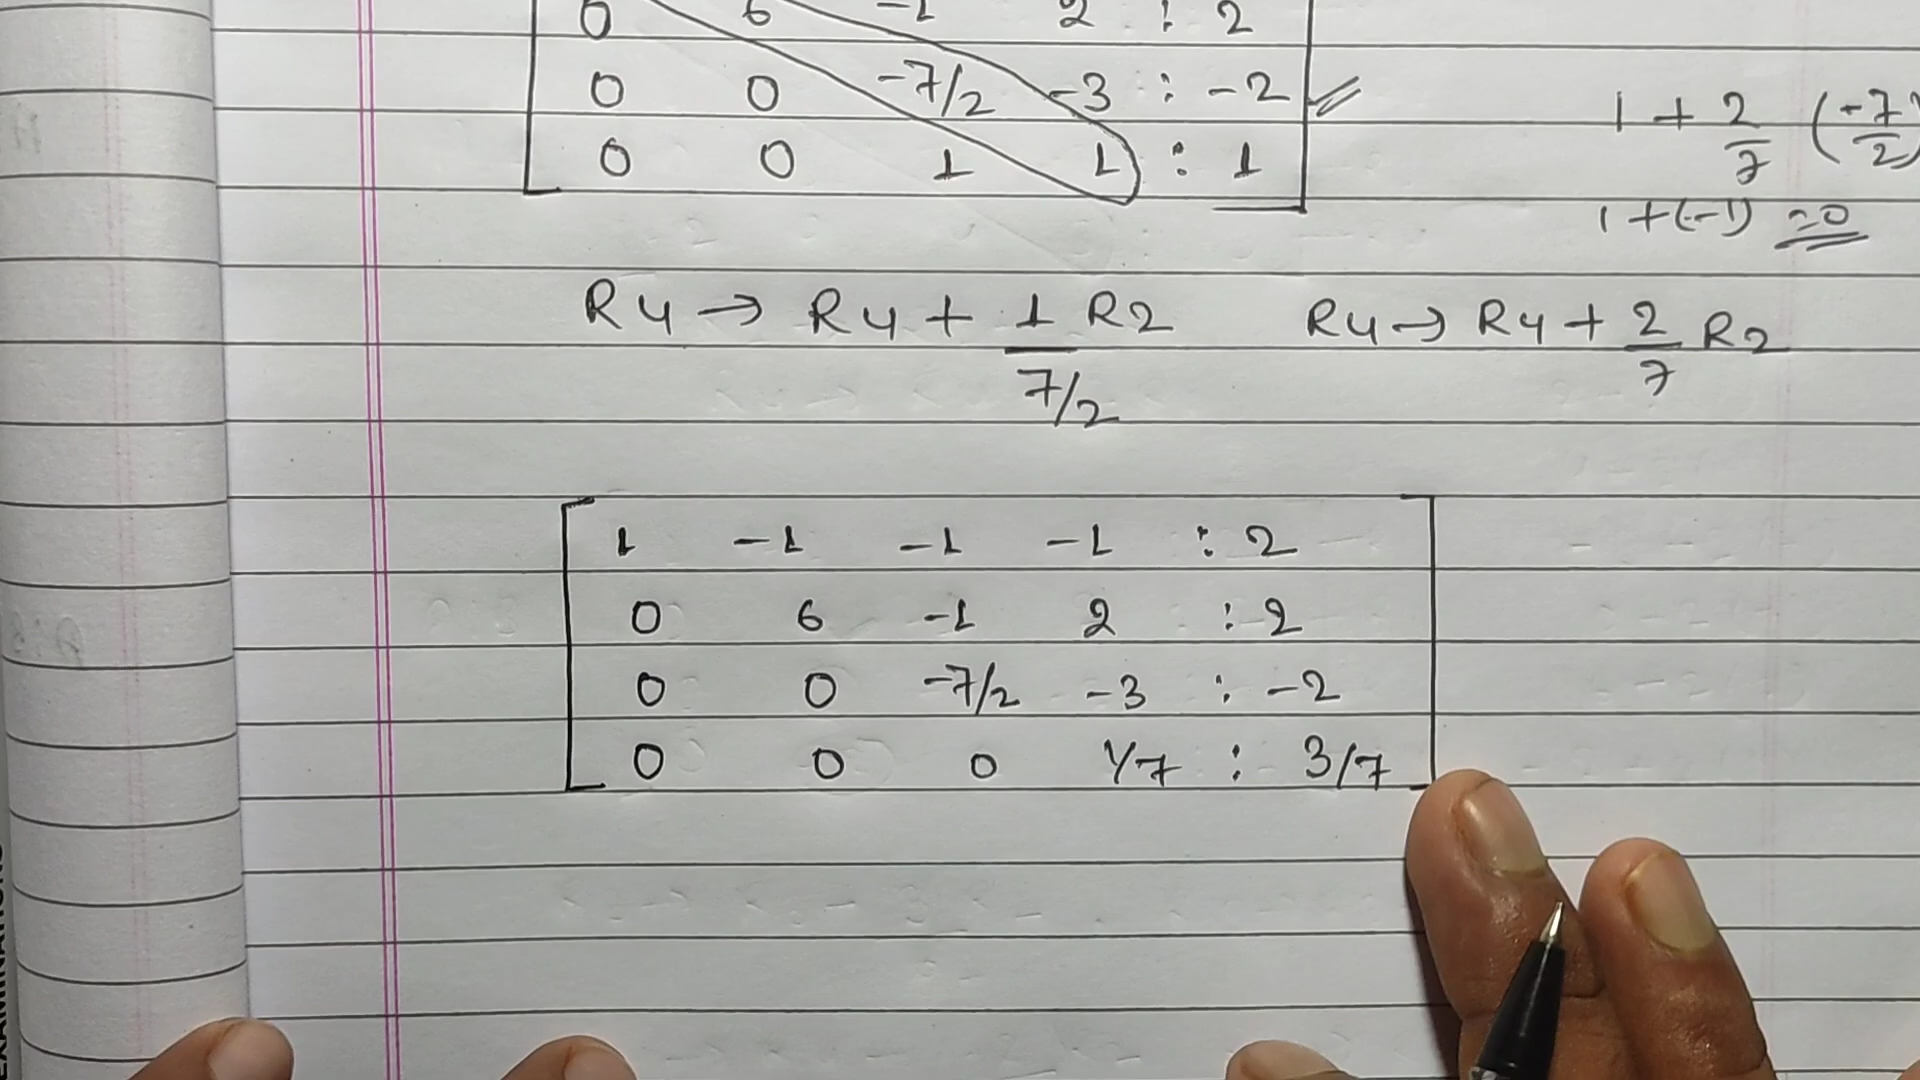 0 6 -1 2 : 2
0 0 -7/2 -3 : -2
0 0 1 1 : 1
1 + 2/7 (-7/2)
1 + (-1) = 0
R4 → R4 + 1/(7/2) R2
R4 → R4 + 2/7 R2
1 -1 -1 -1 : 2
0 6 -1 2 : 2
0 0 -7/2 -3 : -2
0 0 0 1/7 : 3/7